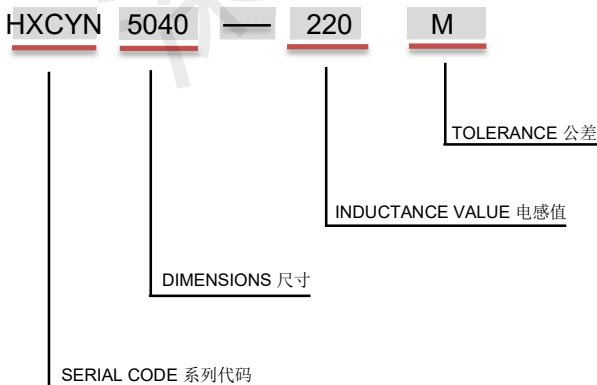 HXCYN 5040 — 220 M
TOLERANCE 公差
INDUCTANCE VALUE 电感值
DIMENSIONS 尺寸
SERIAL CODE 系列代码